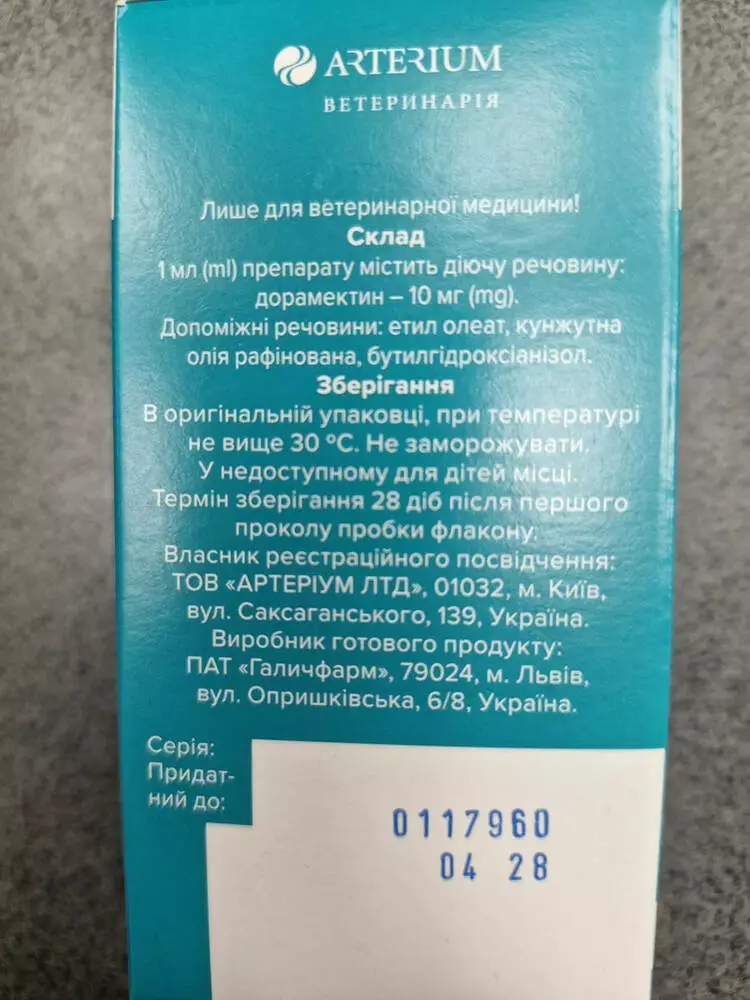 ARTERIUM
ВЕТЕРИНАРІЯ
Лише для ветеринарної медицини!
Склад
1 мл (ml) препарату містить діючу речовину:
дорамектин – 10 мг (mg).
Допоміжні речовини: етил олеат, кунжутна
олія рафінована, бутилгідроксіанізол.
Зберігання
В оригінальній упаковці, при температурі
не вище 30 °C. Не заморожувати.
У недоступному для дітей місці.
Термін зберігання 28 діб після першого
проколу пробки флакону.
Власник реєстраційного посвідчення:
ТОВ «АРТЕРІУМ ЛТД», 01032, м. Київ,
вул. Саксаганського, 139, Україна.
Виробник готового продукту:
ПАТ «Галичфарм», 79024, м. Львів,
вул. Опришківська, 6/8, Україна.
Серія:
Придат-
ний до:
0117960
04 28